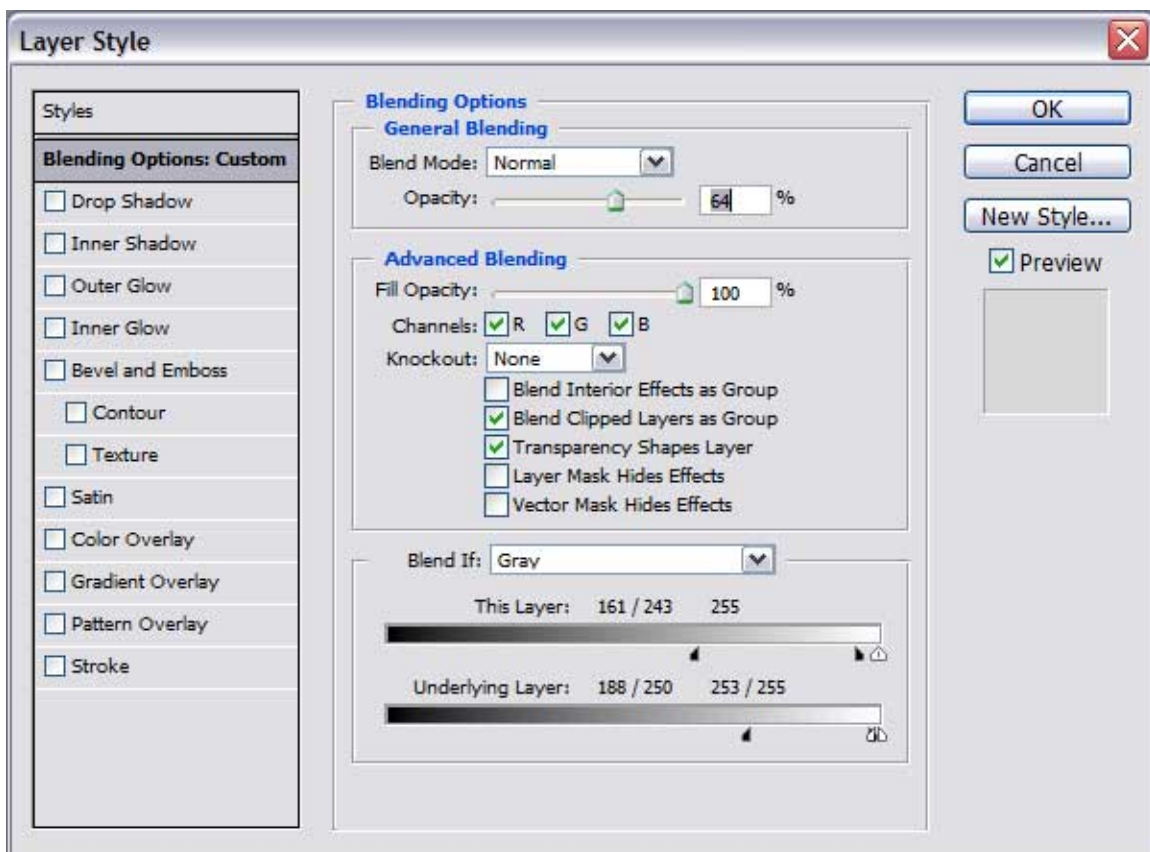 Layer Style
Styles
Blending Options: Custom
Drop Shadow
Inner Shadow
Outer Glow
Inner Glow
Bevel and Emboss
Contour
Texture
Satin
Color Overlay
Gradient Overlay
Pattern Overlay
Stroke
Blending Options
General Blending
Blend Mode: Normal
Opacity: 64 %
Advanced Blending
Fill Opacity: 100 %
Channels: R G B
Knockout: None
Blend Interior Effects as Group
Blend Clipped Layers as Group
Transparency Shapes Layer
Layer Mask Hides Effects
Vector Mask Hides Effects
Blend If: Gray
This Layer: 161 / 243 255
Underlying Layer: 188 / 250 253 / 255
OK
Cancel
New Style...
Preview